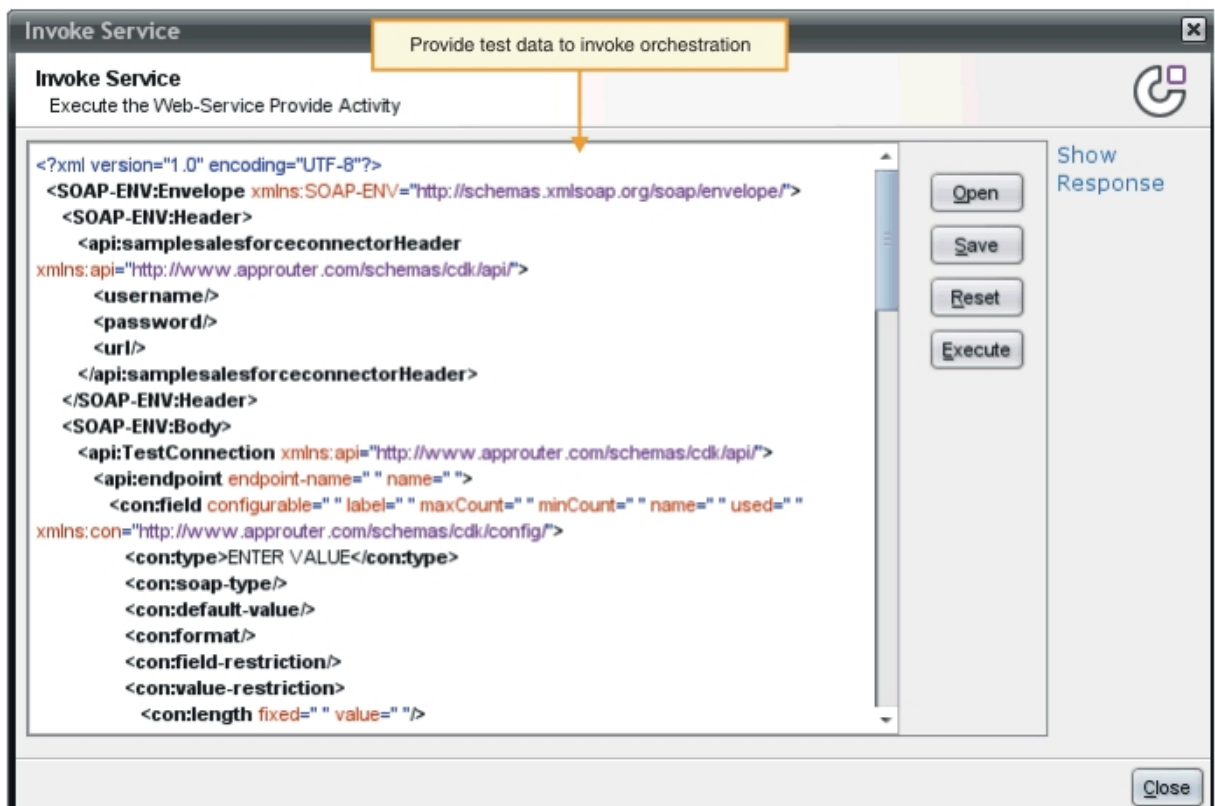 Invoke Service
Provide test data to invoke orchestration
Invoke Service
Execute the Web-Service Provide Activity
<?xml version="1.0" encoding="UTF-8"?>
<SOAP-ENV:Envelope xmlns:SOAP-ENV="http://schemas.xmlsoap.org/soap/envelope/">
<SOAP-ENV:Header>
<api:samplesalesforceconnectorHeader
xmlns:api="http://www.approuter.com/schemas/cdk/api/">
<username/>
<password/>
<url/>
</api:samplesalesforceconnectorHeader>
</SOAP-ENV:Header>
<SOAP-ENV:Body>
<api:TestConnection xmlns:api="http://www.approuter.com/schemas/cdk/api/">
<api:endpoint endpoint-name=" " name=" ">
<con:field configurable=" " label=" " maxCount=" " minCount=" " name=" " used=" "
xmlns:con="http://www.approuter.com/schemas/cdk/config/">
<con:type>ENTER VALUE</con:type>
<con:soap-type/>
<con:default-value/>
<con:format/>
<con:field-restriction/>
<con:value-restriction>
<con:length fixed=" " value=" "/>
Open
Save
Reset
Execute
Show
Response
Close